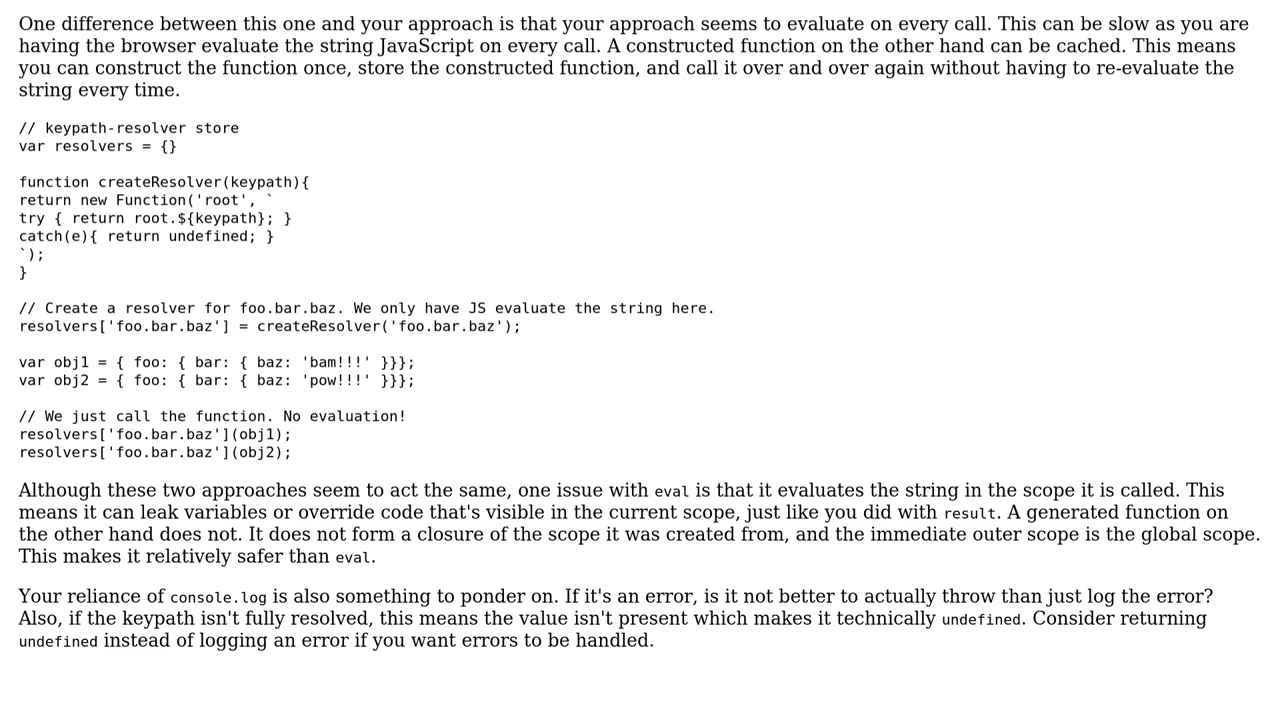 One difference between this one and your approach is that your approach seems to evaluate on every call. This can be slow as you are
having the browser evaluate the string JavaScript on every call. A constructed function on the other hand can be cached. This means
you can construct the function once, store the constructed function, and call it over and over again without having to re-evaluate the
string every time.
// keypath-resolver store
var resolvers = {}
function createResolver(keypath){
return new Function('root', `
try { return root.${keypath}; }
catch(e){ return undefined; }
`);
}
// Create a resolver for foo.bar.baz. We only have JS evaluate the string here.
resolvers['foo.bar.baz'] = createResolver('foo.bar.baz');
var obj1 = { foo: { bar: { baz: 'bam!!!' }}};
var obj2 = { foo: { bar: { baz: 'pow!!!' }}};
// We just call the function. No evaluation!
resolvers['foo.bar.baz'](obj1);
resolvers['foo.bar.baz'](obj2);
Although these two approaches seem to act the same, one issue with eval is that it evaluates the string in the scope it is called. This
means it can leak variables or override code that's visible in the current scope, just like you did with result. A generated function on
the other hand does not. It does not form a closure of the scope it was created from, and the immediate outer scope is the global scope.
This makes it relatively safer than eval.
Your reliance of console.log is also something to ponder on. If it's an error, is it not better to actually throw than just log the error?
Also, if the keypath isn't fully resolved, this means the value isn't present which makes it technically undefined. Consider returning
undefined instead of logging an error if you want errors to be handled.